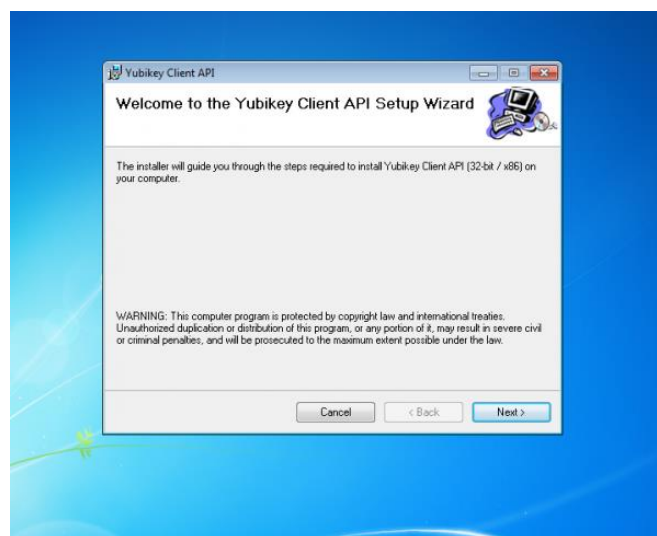 Yubikey Client API
Welcome to the Yubikey Client API Setup Wizard
The installer will guide you through the steps required to install Yubikey Client API (32-bit / x86) on
your computer.
WARNING: This computer program is protected by copyright law and international treaties.
Unauthorized duplication or distribution of this program, or any portion of it, may result in severe civil
or criminal penalties, and will be prosecuted to the maximum extent possible under the law.
Cancel < Back Next >